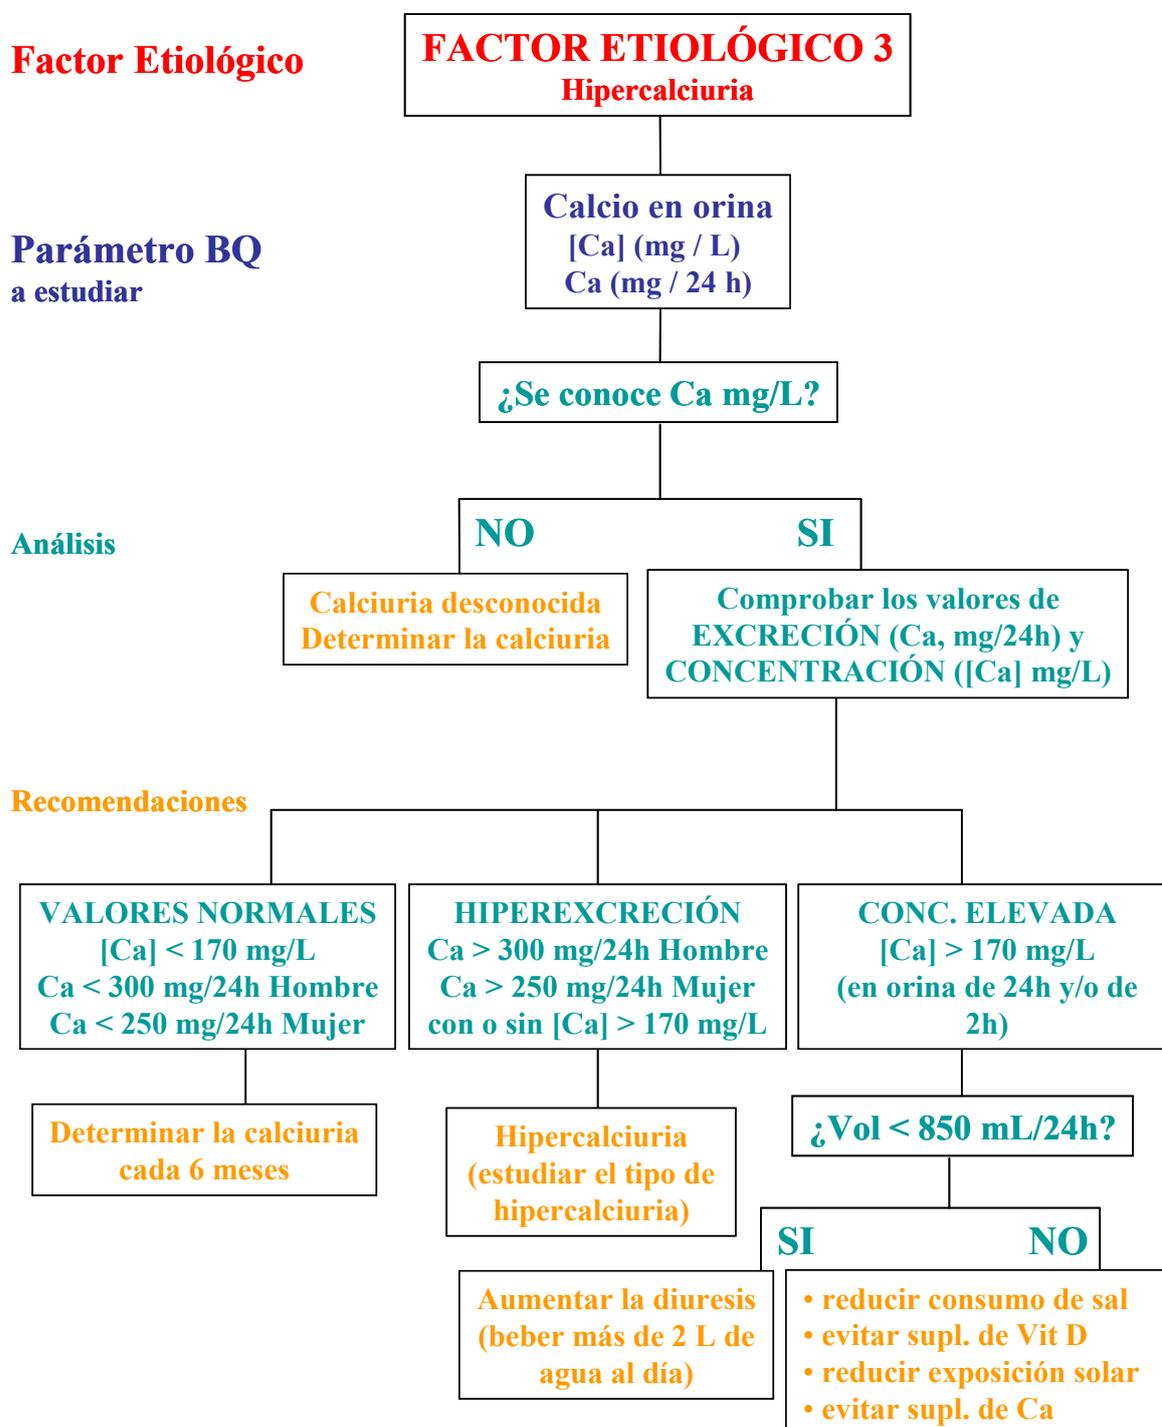 Factor Etiológico
FACTOR ETIOLÓGICO 3
Hipercalciuria
Parámetro BQ
a estudiar
Calcio en orina
[Ca] (mg / L)
Ca (mg / 24 h)
¿Se conoce Ca mg/L?
Análisis
NO
SI
Calciuria desconocida
Determinar la calciuria
Comprobar los valores de
EXCRECIÓN (Ca, mg/24h) y
CONCENTRACIÓN ([Ca] mg/L)
Recomendaciones
VALORES NORMALES
[Ca] < 170 mg/L
Ca < 300 mg/24h Hombre
Ca < 250 mg/24h Mujer
HIPEREXCRECIÓN
Ca > 300 mg/24h Hombre
Ca > 250 mg/24h Mujer
con o sin [Ca] > 170 mg/L
CONC. ELEVADA
[Ca] > 170 mg/L
(en orina de 24h y/o de
2h)
Determinar la calciuria
cada 6 meses
Hipercalciuria
(estudiar el tipo de
hipercalciuria)
¿Vol < 850 mL/24h?
SI
NO
Aumentar la diuresis
(beber más de 2 L de
agua al día)
• reducir consumo de sal
• evitar supl. de Vit D
• reducir exposición solar
• evitar supl. de Ca